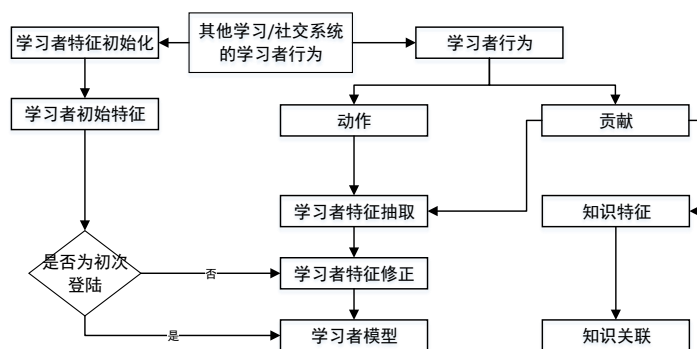 其他学习/社交系统
的学习者行为
学习者特征初始化
学习者行为
学习者初始特征
动作
贡献
学习者特征抽取
知识特征
是否为初次
登陆
否
学习者特征修正
是
学习者模型
知识关联